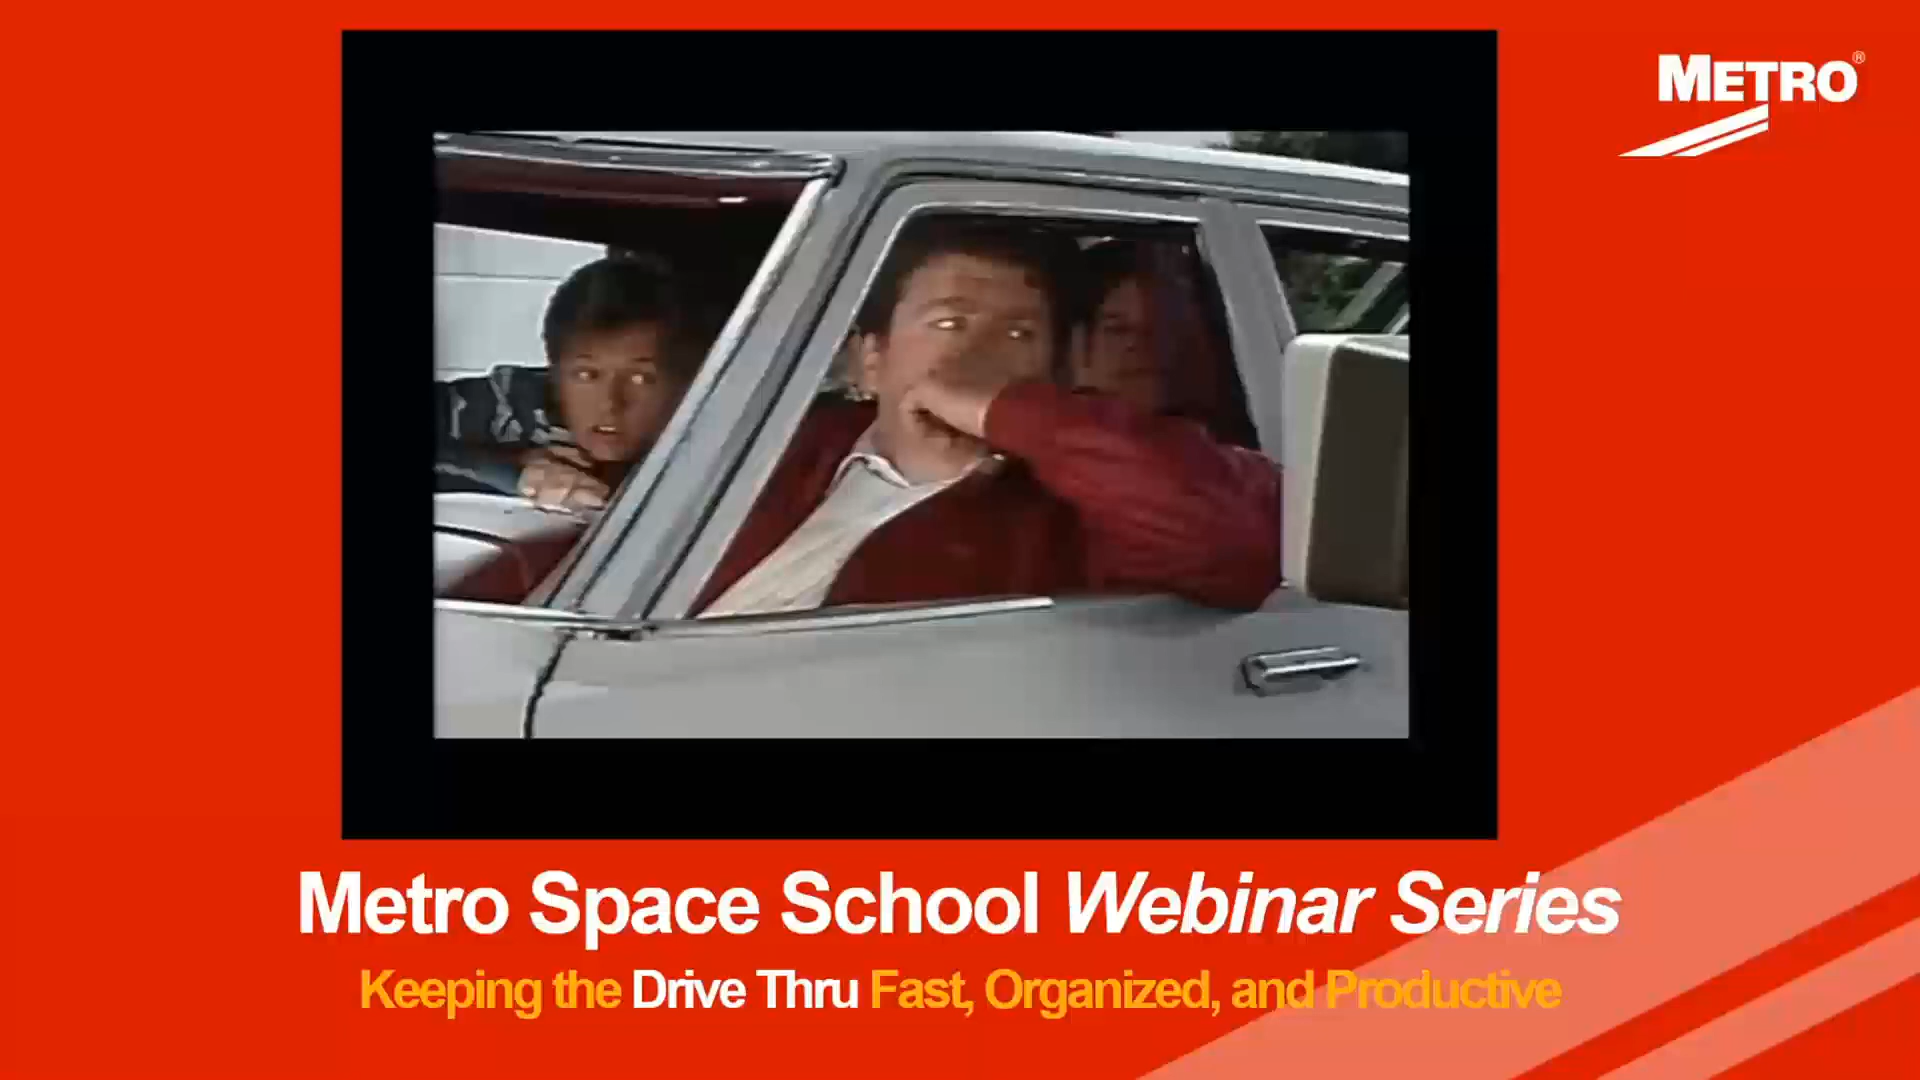 METRO®
Metro Space School Webinar Series
Keeping the Drive Thru Fast, Organized, and Productive